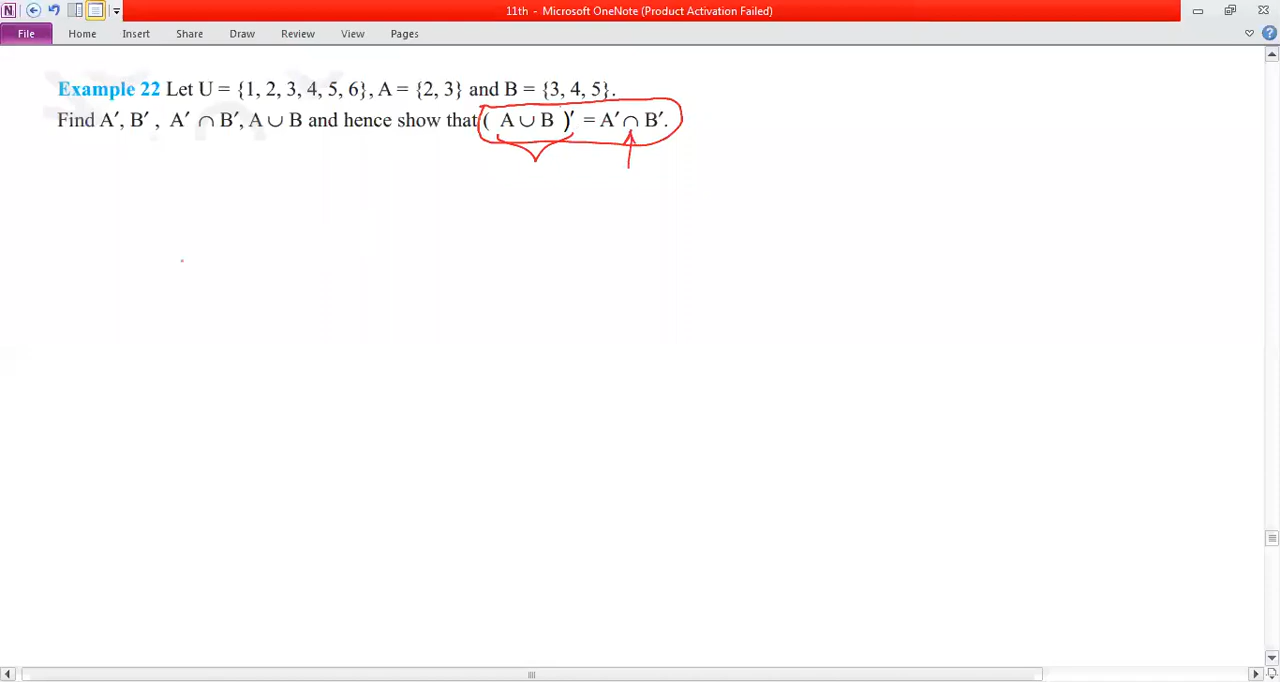 11th - Microsoft OneNote (Product Activation Failed)
File Home Insert Share Draw Review View Pages
Example 22 Let U = {1, 2, 3, 4, 5, 6}, A = {2, 3} and B = {3, 4, 5}.
Find A′, B′ , A′ ∩ B′, A ∪ B and hence show that ( A ∪ B )′ = A′ ∩ B′.